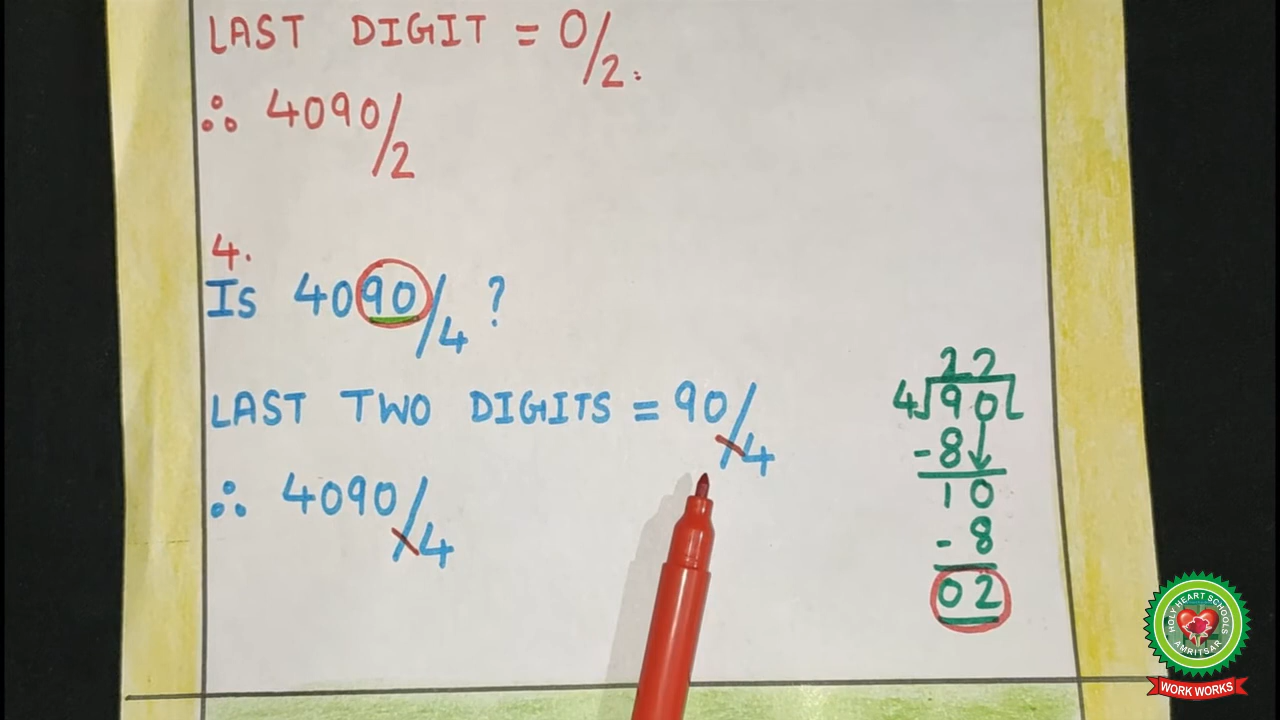 LAST DIGIT = 0/2.
∴ 4090/2
4.
Is 4090/4 ?
LAST TWO DIGITS = 90/4
∴ 4090/4
22
4 90
-8
10
-8
02
HOLY HEART SCHOOLS
AMRITSAR
WORK WORKS